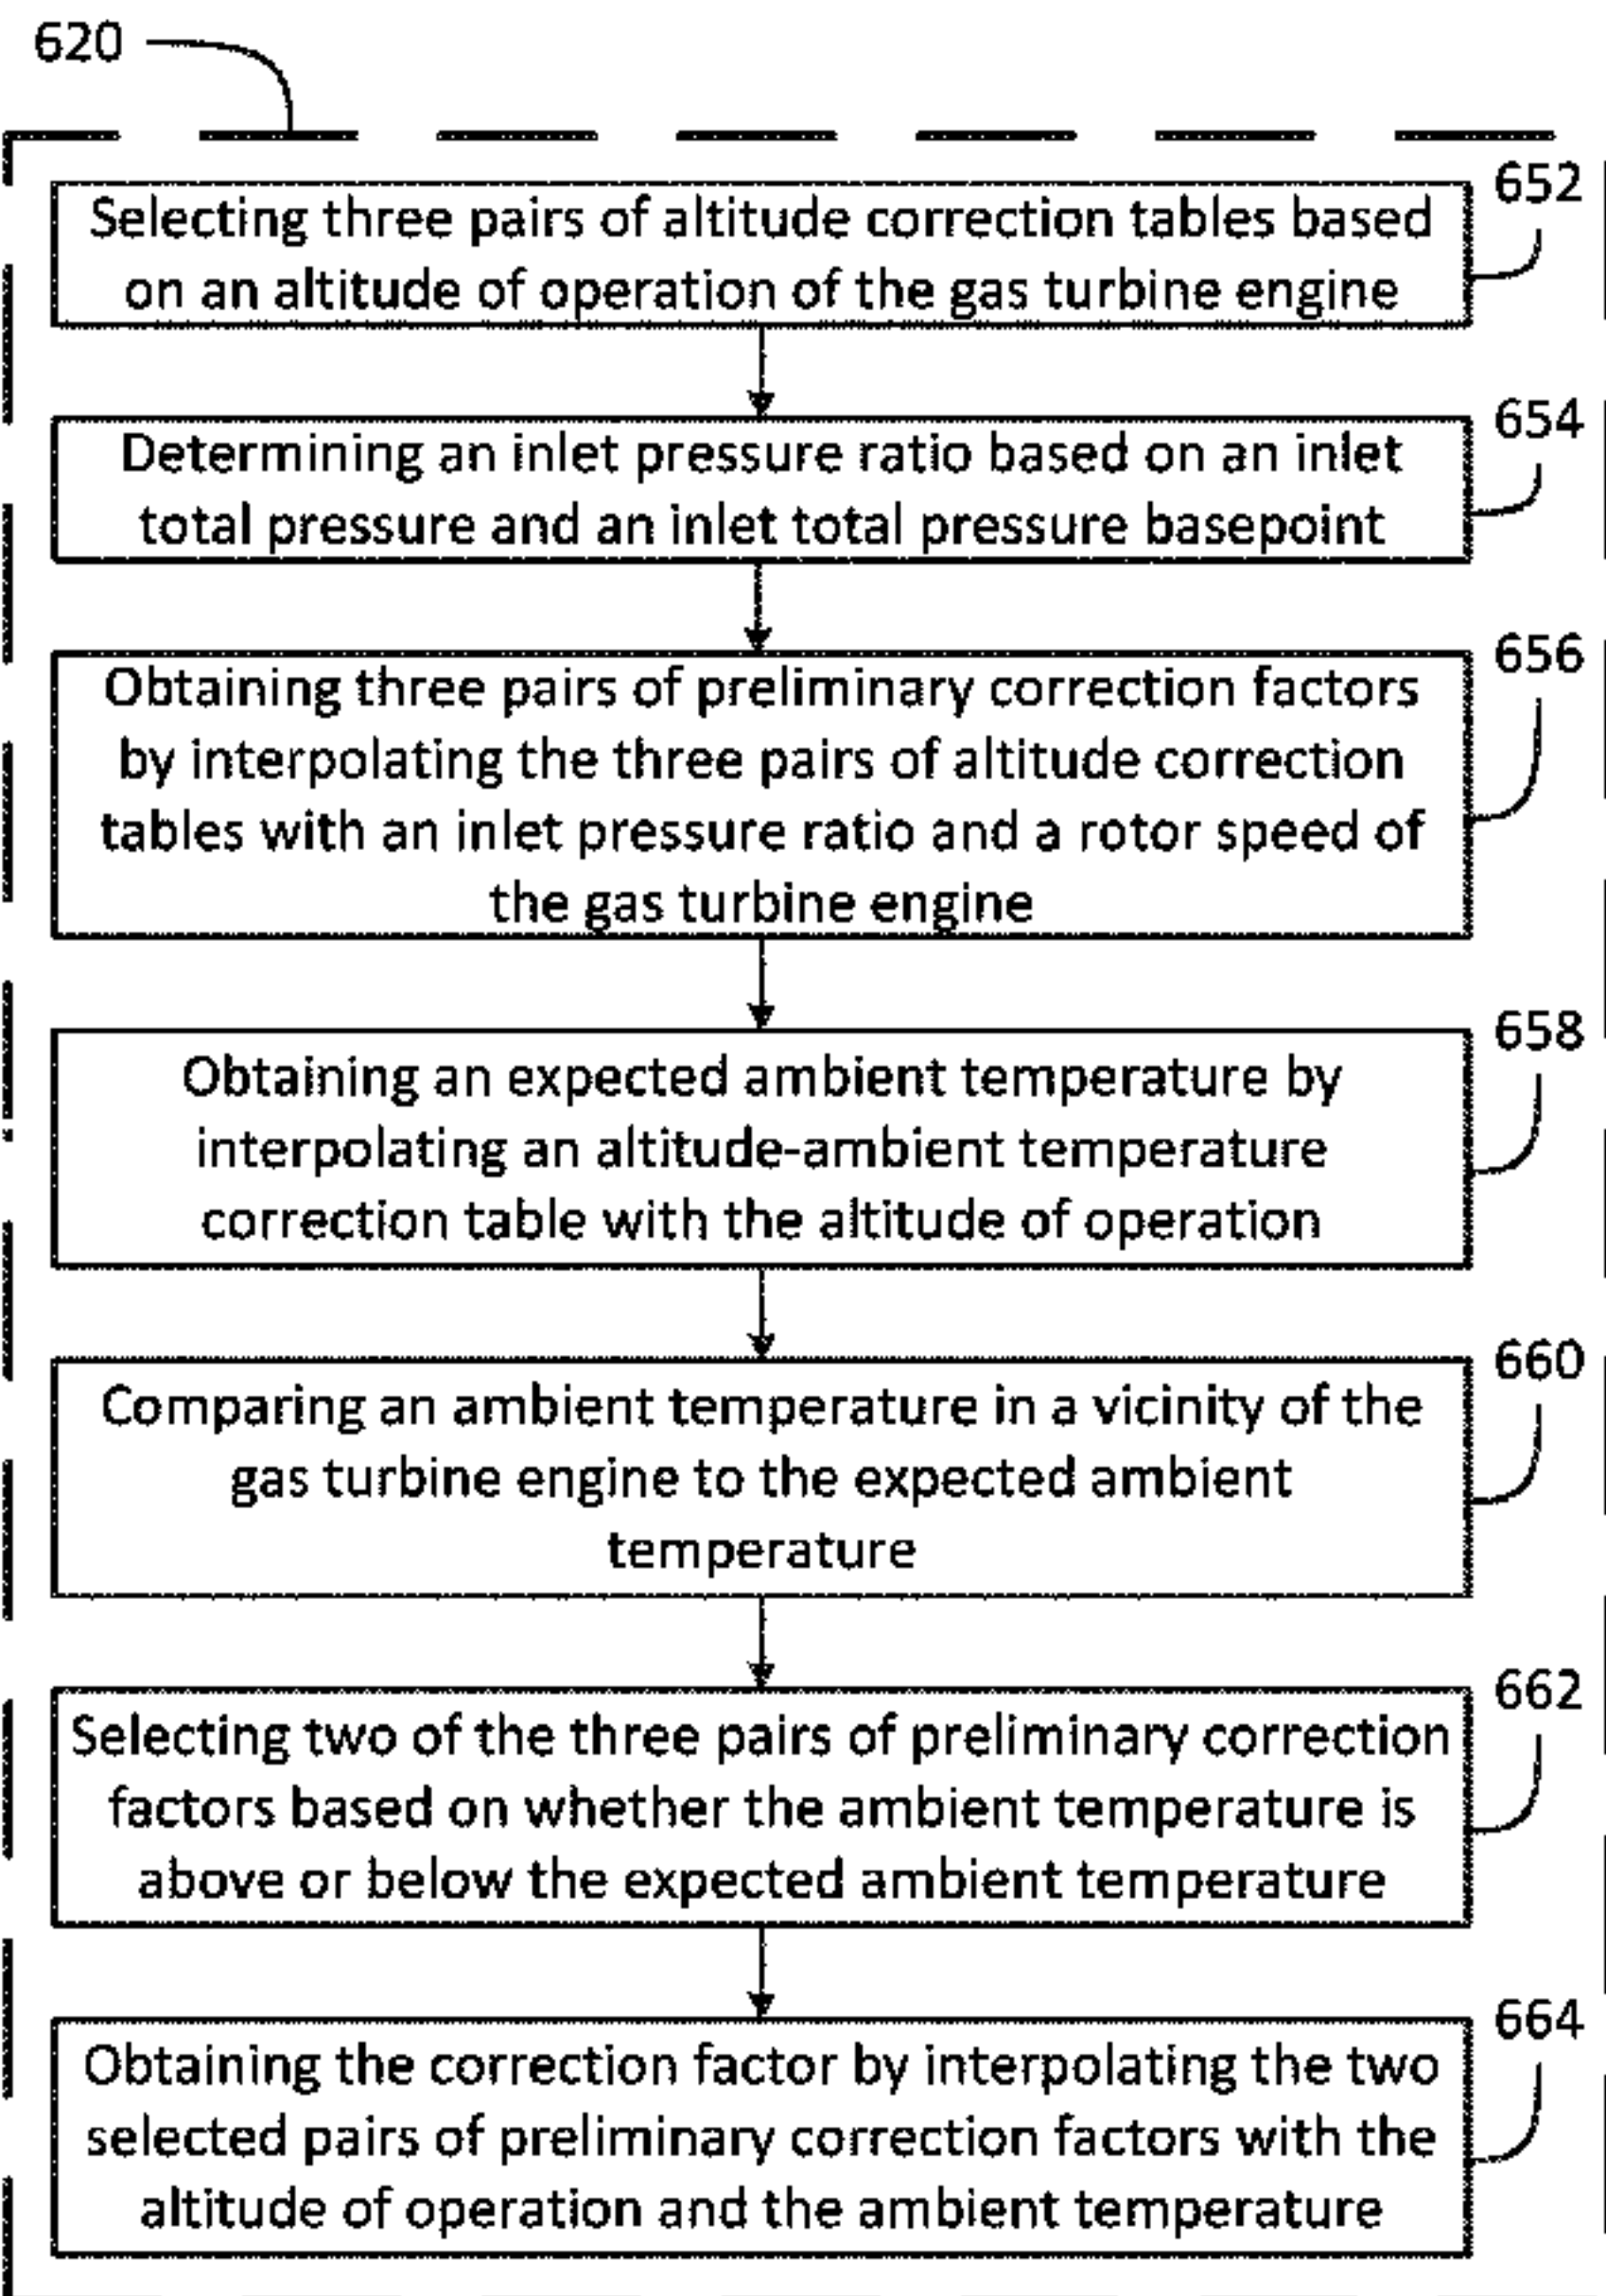 620
652
Selecting three pairs of altitude correction tables based
on an altitude of operation of the gas turbine engine
654
Determining an inlet pressure ratio based on an inlet
total pressure and an inlet total pressure basepoint
656
Obtaining three pairs of preliminary correction factors
by interpolating the three pairs of altitude correction
tables with an inlet pressure ratio and a rotor speed of
the gas turbine engine
658
Obtaining an expected ambient temperature by
interpolating an altitude-ambient temperature
correction table with the altitude of operation
660
Comparing an ambient temperature in a vicinity of the
gas turbine engine to the expected ambient
temperature
662
Selecting two of the three pairs of preliminary correction
factors based on whether the ambient temperature is
above or below the expected ambient temperature
664
Obtaining the correction factor by interpolating the two
selected pairs of preliminary correction factors with the
altitude of operation and the ambient temperature